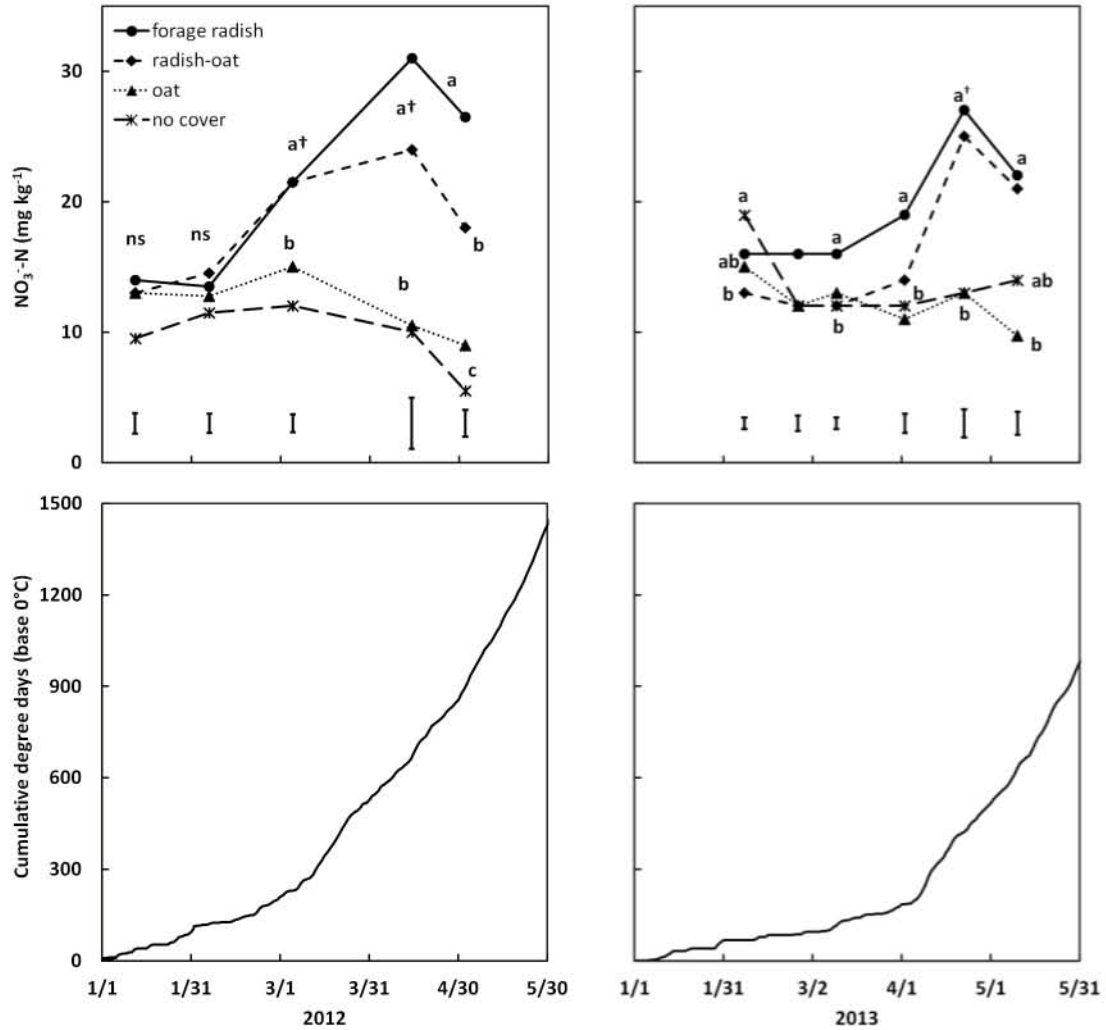 forage radish
radish-oat
oat
no cover
NO₃⁻-N (mg kg⁻¹)
30
20
10
0
ns
ns
a†
b
a†
b
a
b
c
a
ab
b
a
b
a
b
a†
b
a
ab
b
Cumulative degree days (base 0°C)
1500
1200
900
600
300
0
1/1
1/31
3/1
3/31
4/30
5/30
2012
1/1
1/31
3/2
4/1
5/1
5/31
2013